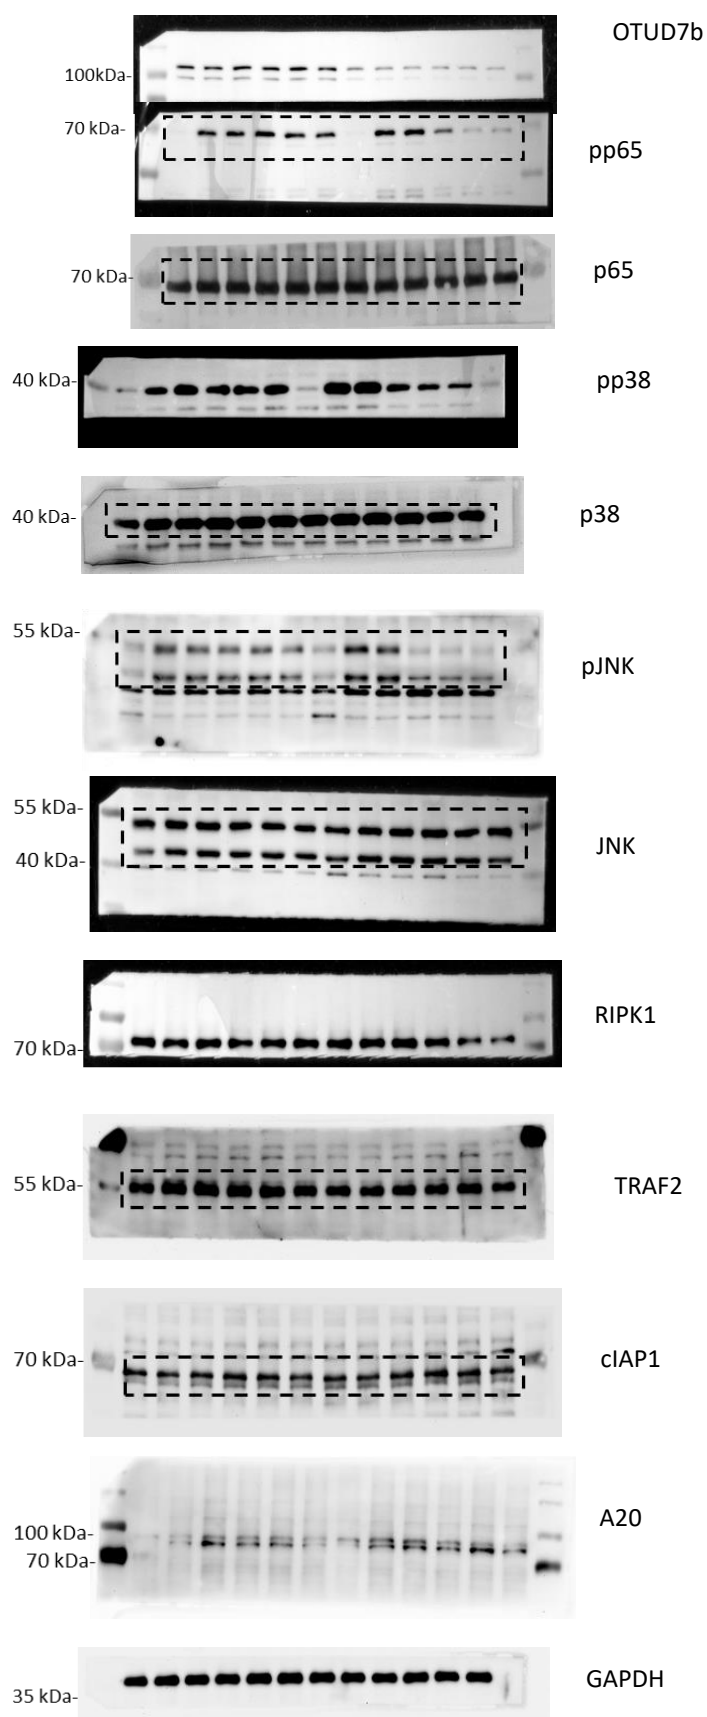 OTUD7b
100kDa-
70 kDa-
pp65
70 kDa-
p65
40 kDa-
pp38
40 kDa-
p38
55 kDa-
pJNK
55 kDa-
JNK
40 kDa-
RIPK1
70 kDa-
55 kDa-
TRAF2
70 kDa-
cIAP1
100 kDa-
A20
70 kDa-
GAPDH
35 kDa-